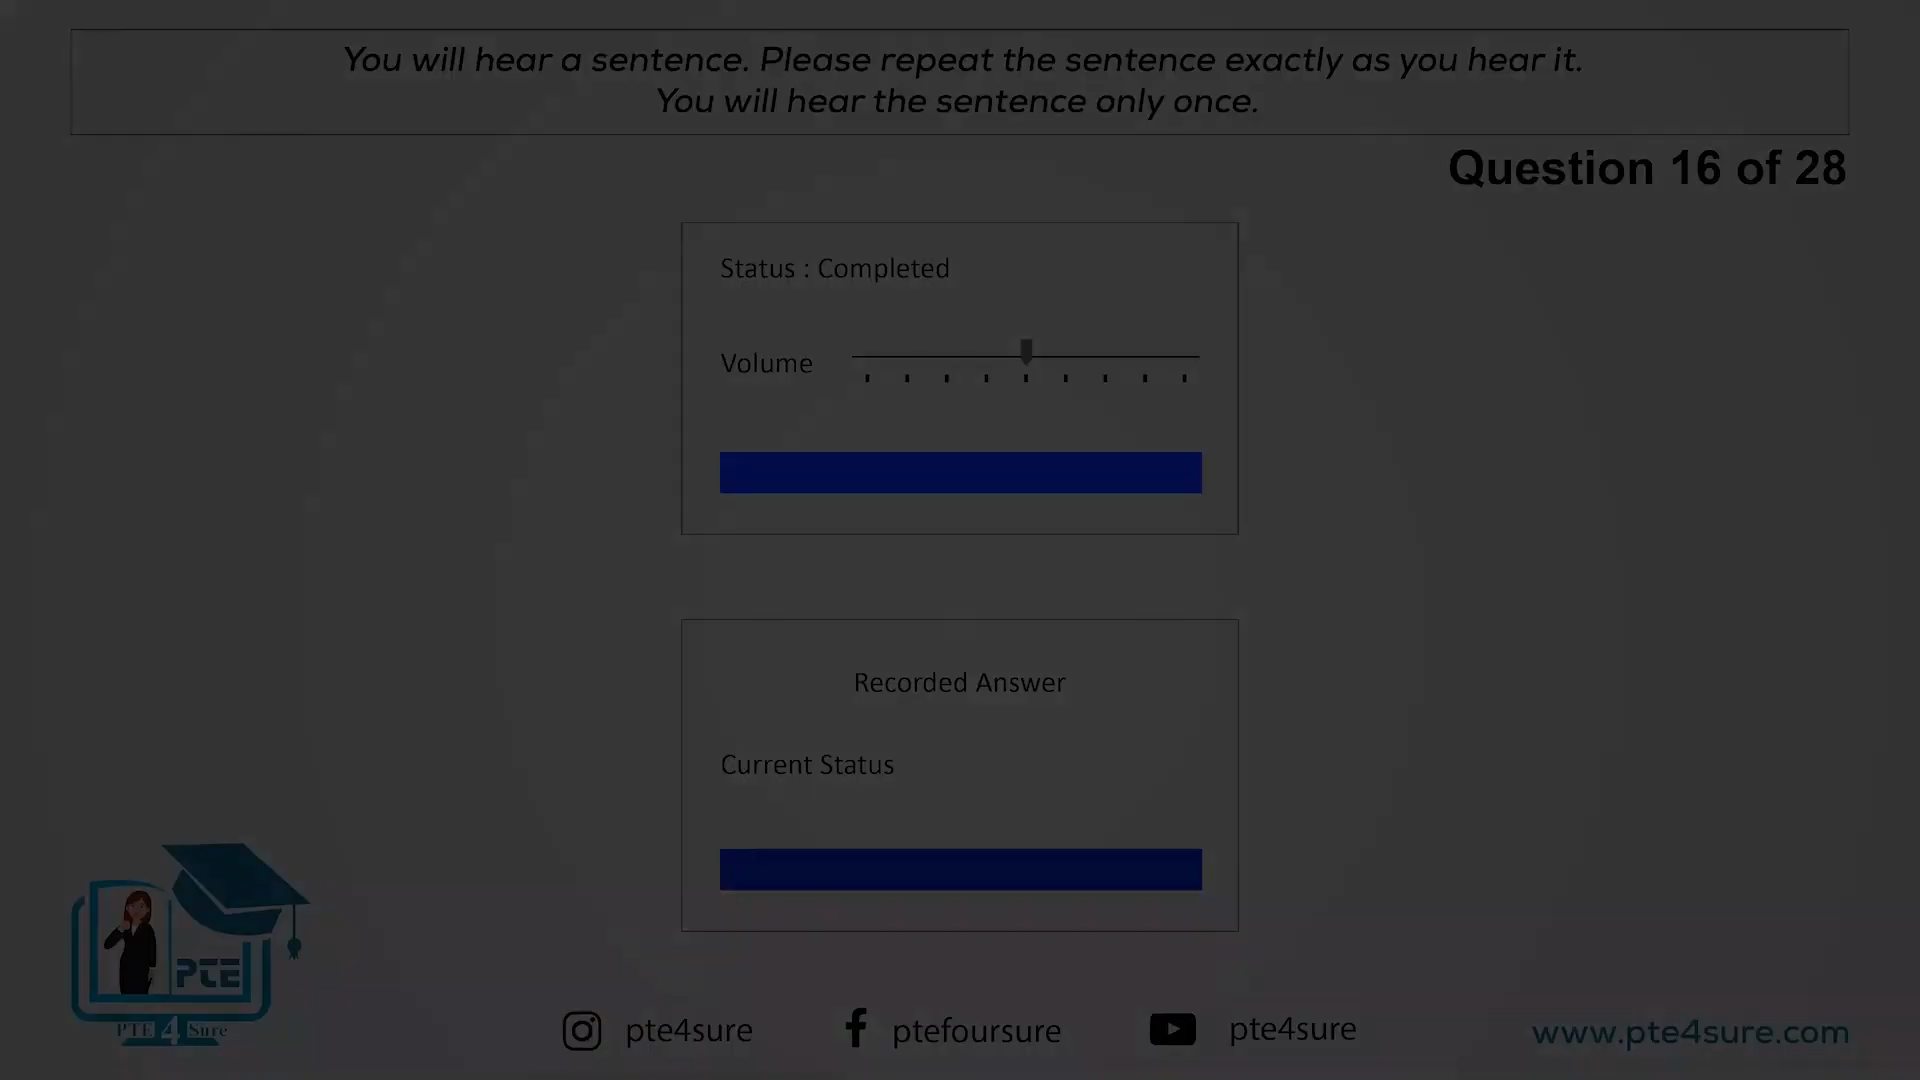 You will hear a sentence. Please repeat the sentence exactly as you hear it.
You will hear the sentence only once.
Question 16 of 28
Status : Completed
Volume
Recorded Answer
Current Status
PTE
PTE 4 Sure
pte4sure
ptefoursure
pte4sure
www.pte4sure.com